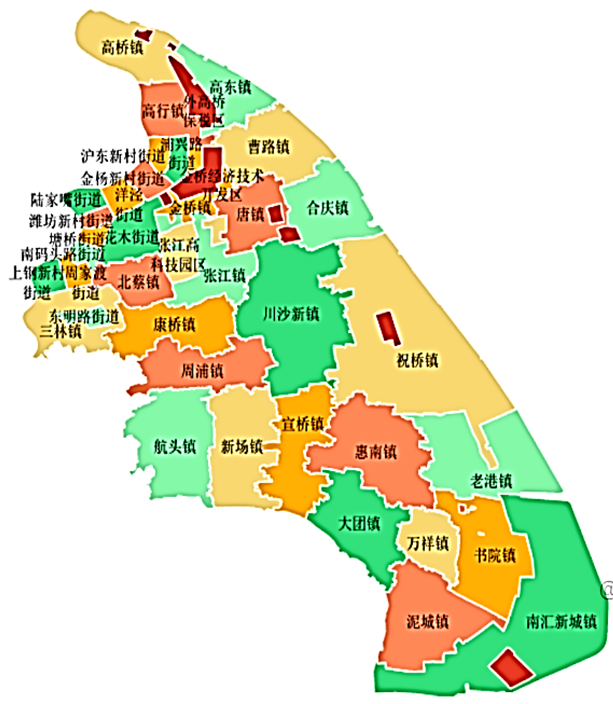 高桥镇
高东镇
高行镇
外高桥
保税区
浦兴路
街道
曹路镇
沪东新村街道
金杨新村街道
金桥经济技术
开发区
洋泾
街道
陆家嘴街道
金桥镇
唐镇
合庆镇
潍坊新村街道
塘桥街道
花木街道
张江高
科技园区
南码头路街道
上钢新村
街道
周家渡
街道
北蔡镇
张江镇
东明路街道
三林镇
康桥镇
川沙新镇
祝桥镇
周浦镇
航头镇
新场镇
宣桥镇
惠南镇
老港镇
大团镇
万祥镇
书院镇
泥城镇
南汇新城镇
@